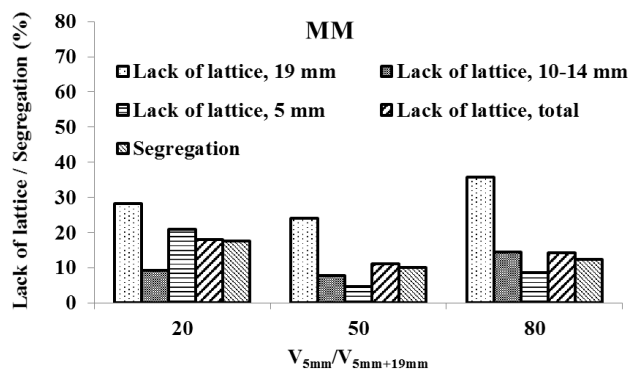 MM
Lack of lattice / Segregation (%)
80
70
60
50
40
30
20
10
0
Lack of lattice, 19 mm
Lack of lattice, 10-14 mm
Lack of lattice, 5 mm
Lack of lattice, total
Segregation
20 50 80
V5mm/V5mm+19mm